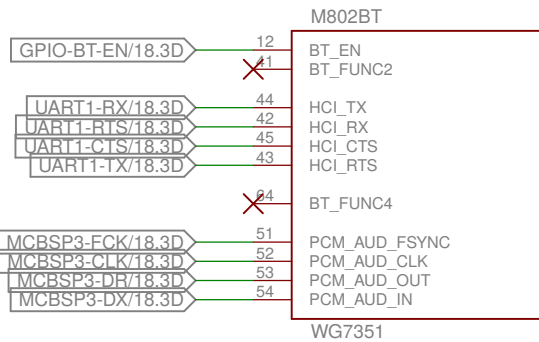 M802BT
GPIO-BT-EN/18.3D 12 BT_EN
41 BT_FUNC2
UART1-RX/18.3D 44 HCI_TX
UART1-RTS/18.3D 42 HCI_RX
UART1-CTS/18.3D 45 HCI_CTS
UART1-TX/18.3D 43 HCI_RTS
64 BT_FUNC4
MCBSP3-FCK/18.3D 51 PCM_AUD_FSYNC
MCBSP3-CLK/18.3D 52 PCM_AUD_CLK
MCBSP3-DR/18.3D 53 PCM_AUD_OUT
MCBSP3-DX/18.3D 54 PCM_AUD_IN
WG7351